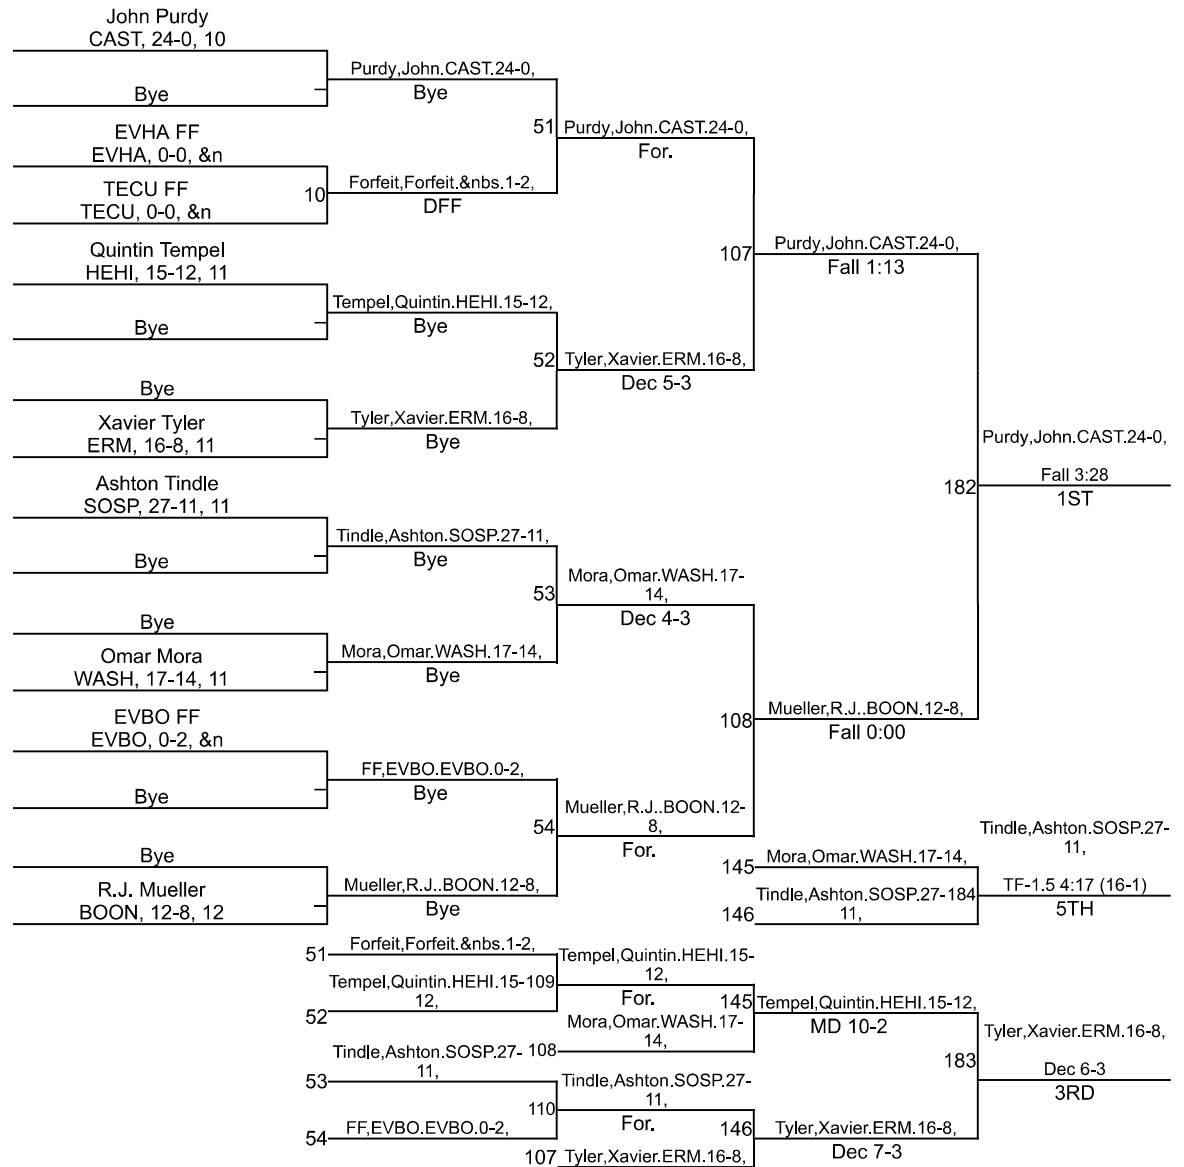 John Purdy
CAST, 24-0, 10
Purdy,John.CAST.24-0,
Bye
Bye
51
Purdy,John.CAST.24-0,
For.
EVHA FF
EVHA, 0-0, &n
10
Forfeit,Forfeit.&nbs.1-2,
DFF
TECU FF
TECU, 0-0, &n
107
Purdy,John.CAST.24-0,
Fall 1:13
Quintin Tempel
HEHI, 15-12, 11
Tempel,Quintin.HEHI.15-12,
Bye
Bye
52
Tyler,Xavier.ERM.16-8,
Dec 5-3
Bye
Tyler,Xavier.ERM.16-8,
Bye
Xavier Tyler
ERM, 16-8, 11
Purdy,John.CAST.24-0,
182
Fall 3:28
1ST
Ashton Tindle
SOSP, 27-11, 11
Tindle,Ashton.SOSP.27-11,
Bye
Bye
53
Mora,Omar.WASH.17-
14,
Dec 4-3
Bye
Mora,Omar.WASH.17-14,
Bye
Omar Mora
WASH, 17-14, 11
108
Mueller,R.J..BOON.12-8,
Fall 0:00
EVBO FF
EVBO, 0-2, &n
FF,EVBO.EVBO.0-2,
Bye
Bye
54
Mueller,R.J..BOON.12-
8,
For.
Bye
Mueller,R.J..BOON.12-8,
Bye
R.J. Mueller
BOON, 12-8, 12
145
Mora,Omar.WASH.17-14,
146
Tindle,Ashton.SOSP.27-
11,
184
Tindle,Ashton.SOSP.27-
11,
TF-1.5 4:17 (16-1)
5TH
51
Forfeit,Forfeit.&nbs.1-2,
52
Tempel,Quintin.HEHI.15-
12,
109
Tempel,Quintin.HEHI.15-
12,
For.
108
Mora,Omar.WASH.17-
14,
145
Tempel,Quintin.HEHI.15-12,
MD 10-2
53
Tindle,Ashton.SOSP.27-
11,
54
FF,EVBO.EVBO.0-2,
110
Tindle,Ashton.SOSP.27-
11,
For.
107
Tyler,Xavier.ERM.16-8,
146
Tyler,Xavier.ERM.16-8,
Dec 7-3
183
Tyler,Xavier.ERM.16-8,
Dec 6-3
3RD